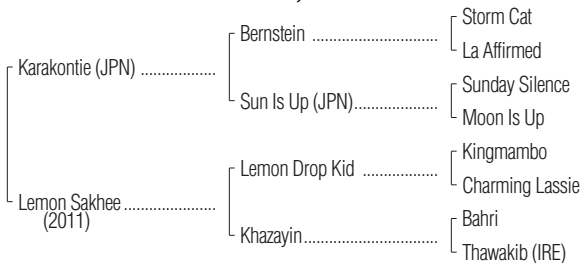 Storm Cat
Bernstein ....................
La Affirmed
Karakontie (JPN) ..................
Sunday Silence
Sun Is Up (JPN)....................
Moon Is Up
Kingmambo
Lemon Drop Kid ..................
Charming Lassie
Lemon Sakhee ......................
(2011)
Bahri
Khazayin................................
Thawakib (IRE)